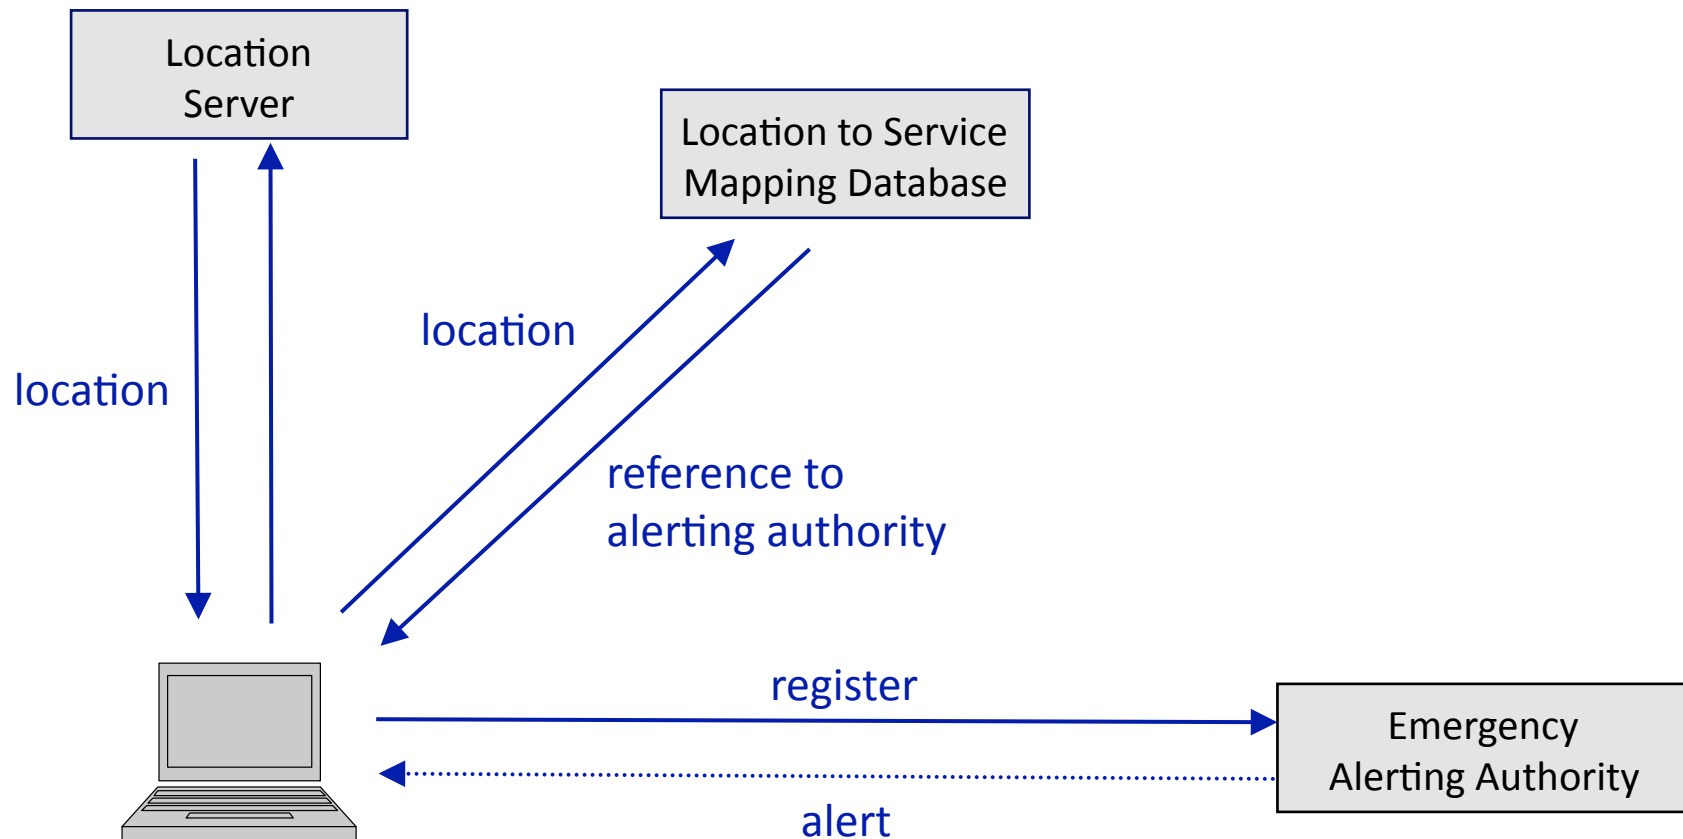 Location
Server
Location to Service
Mapping Database
location
location
reference to
alerting authority
register
Emergency
Alerting Authority
alert